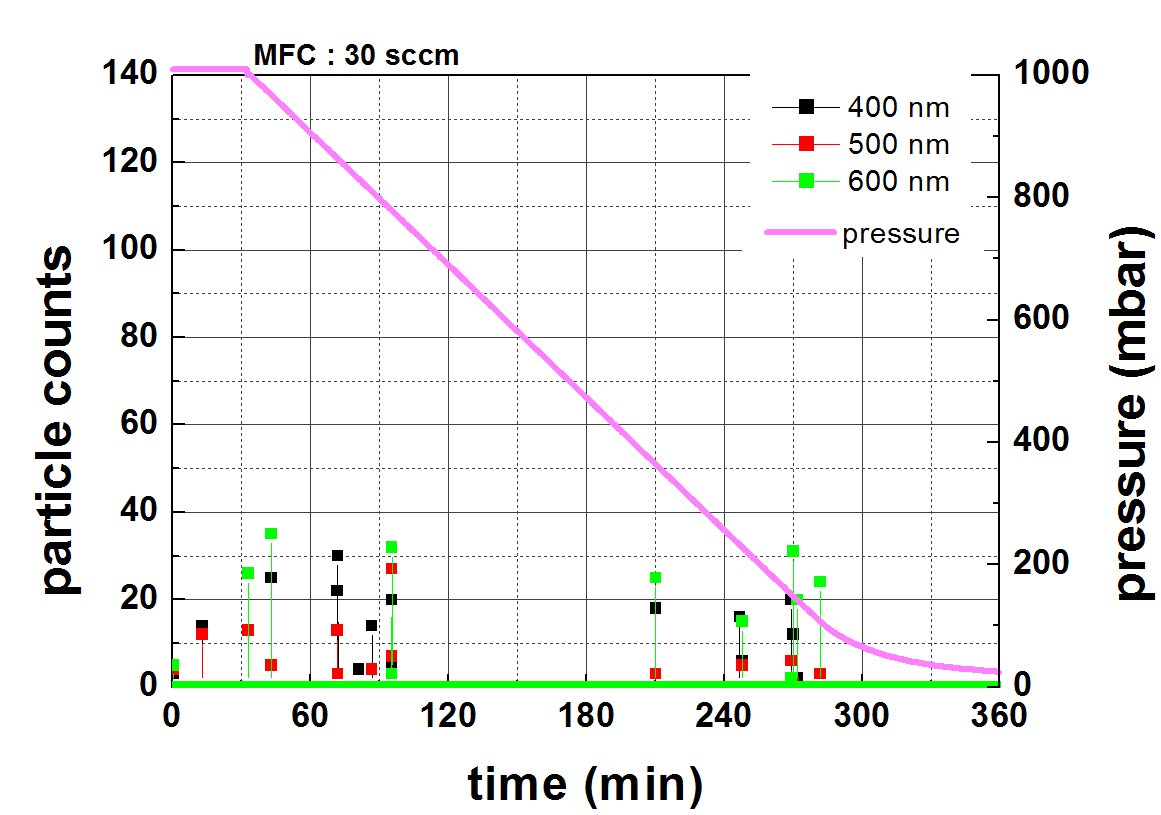 MFC : 30 sccm
140
120
100
80
60
40
20
0
particle counts
1000
800
600
400
200
0
pressure (mbar)
400 nm
500 nm
600 nm
pressure
0 60 120 180 240 300 360
time (min)